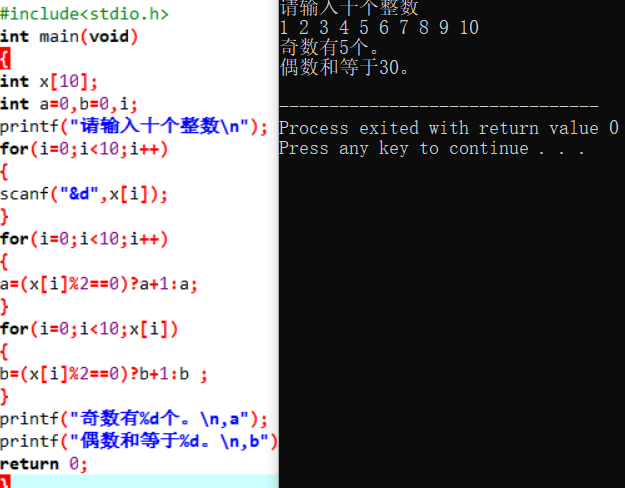 #include<stdio.h>
int main(void)
{
int x[10];
int a=0,b=0,i;
printf("请输入十个整数\n");
for(i=0;i<10;i++)
{
scanf("&d",x[i]);
}
for(i=0;i<10;i++)
{
a=(x[i]%2==0)?a+1:a;
}
for(i=0;i<10;x[i])
{
b=(x[i]%2==0)?b+1:b ;
}
printf("奇数有%d个。\n,a");
printf("偶数和等于%d。\n,b")
return 0;
}
请输入十个整数
1 2 3 4 5 6 7 8 9 10
奇数有5个。
偶数和等于30。
--------------------------------
Process exited with return value 0
Press any key to continue . . .